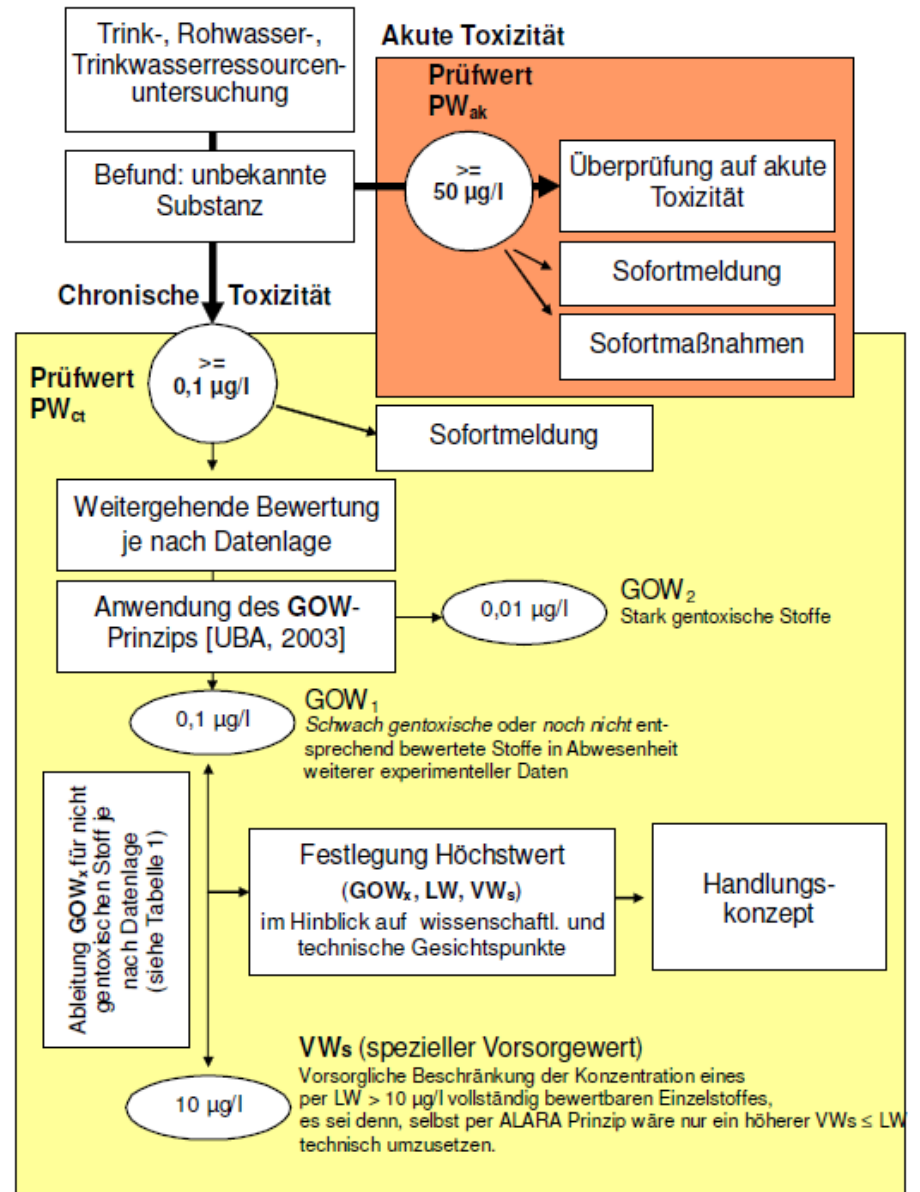 Trink-, Rohwasser-,
Trinkwasserressourcen-
untersuchung
Befund: unbekannte
Substanz
Akute Toxizität
Prüfwert
PWak
>=
50 µg/l
Überprüfung auf akute
Toxizität
Sofortmeldung
Sofortmaßnahmen
Chronische Toxizität
Prüfwert
PWct
>=
0,1 µg/l
Sofortmeldung
Weitergehende Bewertung
je nach Datenlage
Anwendung des GOW-
Prinzips [UBA, 2003]
0,01 µg/l
GOW2
Stark gentoxische Stoffe
0,1 µg/l
GOW1
Schwach gentoxische oder noch nicht ent-
sprechend bewertete Stoffe in Abwesenheit
weiterer experimenteller Daten
Ableitung GOWx für nicht
gentoxischen Stoff je
nach Datenlage
(siehe Tabelle 1)
Festlegung Höchstwert
(GOWx, LW, VWs)
im Hinblick auf wissenschaftl. und
technische Gesichtspunkte
Handlungs-
konzept
10 µg/l
VWs (spezieller Vorsorgewert)
Vorsorgliche Beschränkung der Konzentration eines
per LW > 10 µg/l vollständig bewertbaren Einzelstoffes,
es sei denn, selbst per ALARA Prinzip wäre nur ein höherer VWs ≤ LW
technisch umzusetzen.